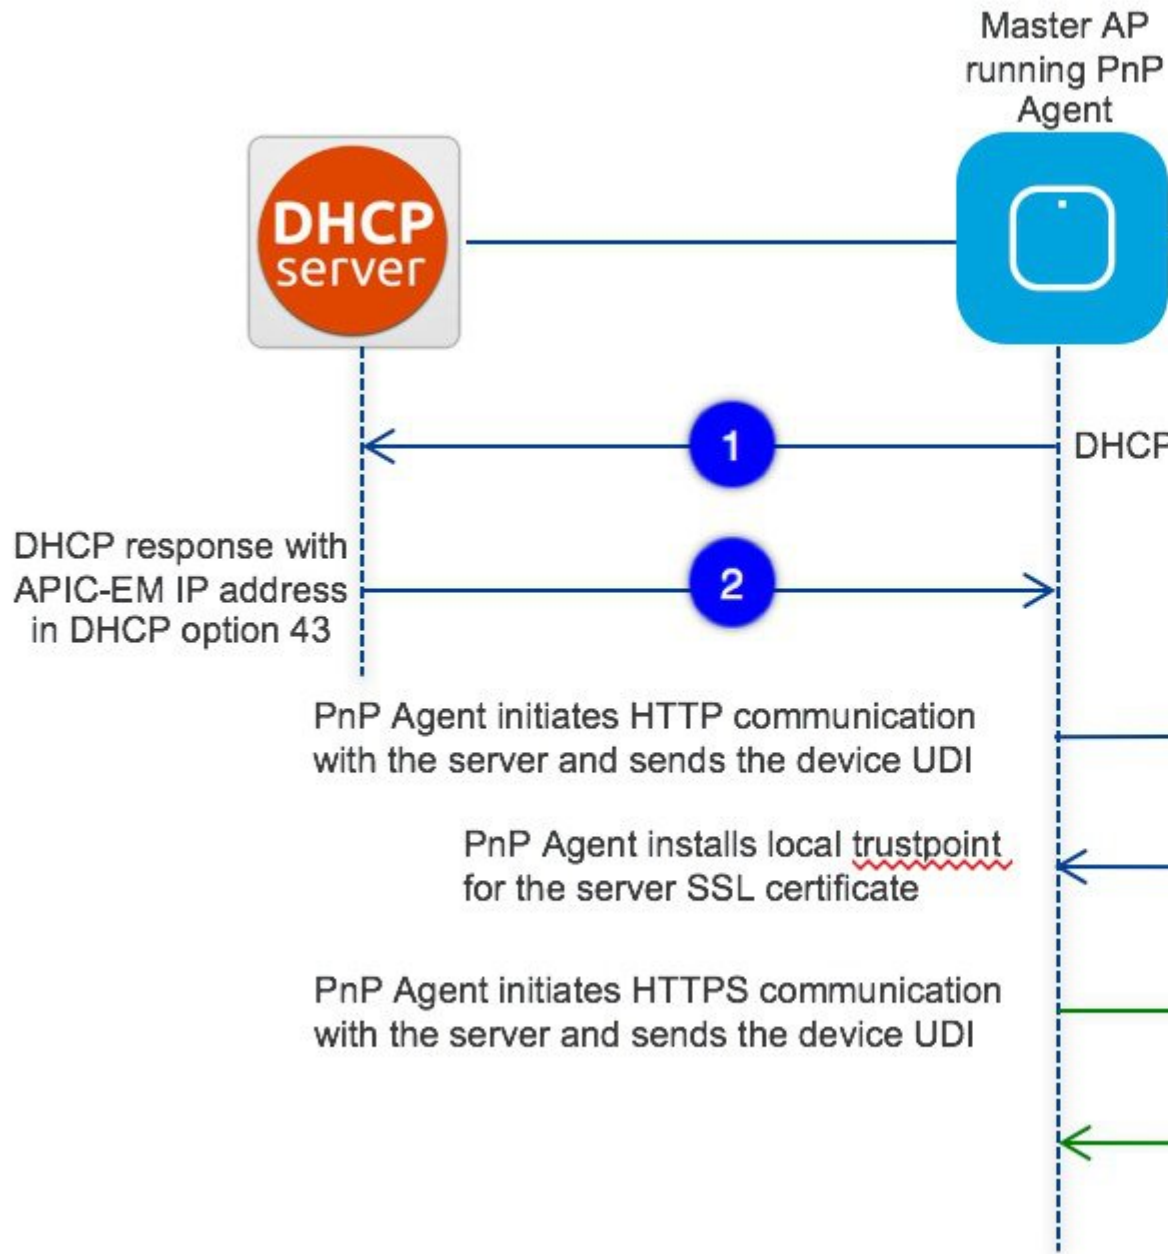 Master AP
running PnP
Agent
DHCP
server
1
DHCP
DHCP response with
APIC-EM IP address
in DHCP option 43
2
PnP Agent initiates HTTP communication
with the server and sends the device UDI
PnP Agent installs local trustpoint
for the server SSL certificate
PnP Agent initiates HTTPS communication
with the server and sends the device UDI